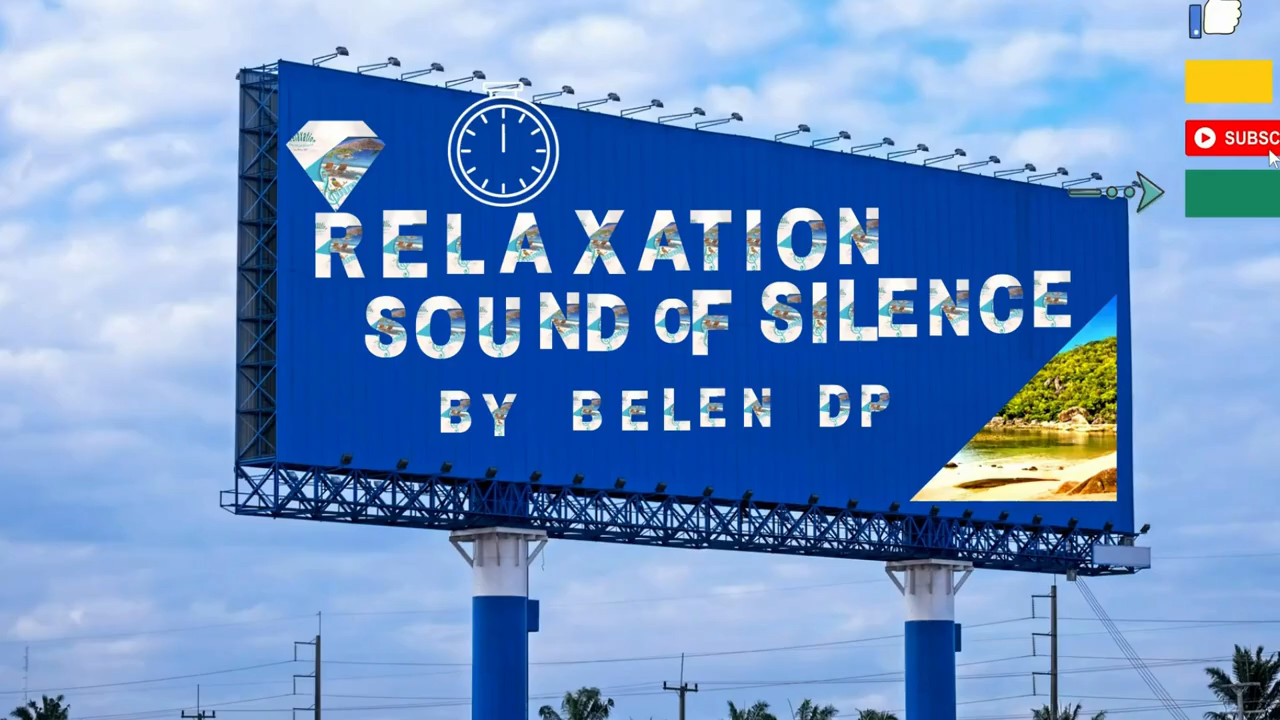 RELAXATION
SOUND OF SILENCE
BY BELEN DP
SUBSC